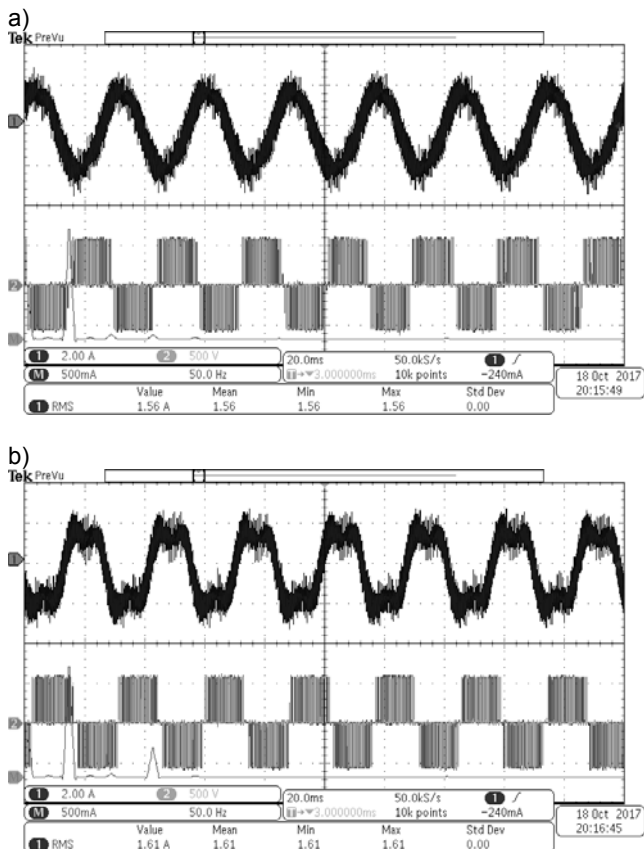 a)
Tek PreVu
1
2
M
1 2.00 A 2 500 V 20.0ms 50.0kS/s 1
M 500mA 50.0 Hz T→▼3.000000ms 10k points −240mA
18 Oct 2017
20:15:49
Value Mean Min Max Std Dev
1 RMS 1.56 A 1.56 1.56 1.56 0.00
b)
Tek PreVu
1
2
M
1 2.00 A 2 500 V 20.0ms 50.0kS/s 1
M 500mA 50.0 Hz T→▼3.000000ms 10k points −240mA
18 Oct 2017
20:16:45
Value Mean Min Max Std Dev
1 RMS 1.61 A 1.61 1.61 1.61 0.00